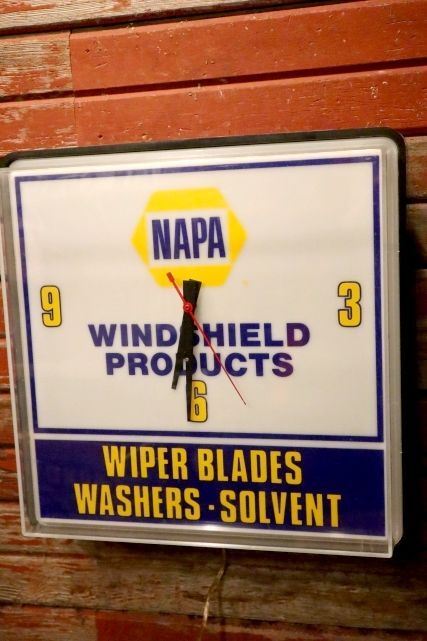 NAPA
9
3
WINDSHIELD
PRODUCTS
6
WIPER BLADES
WASHERS · SOLVENT